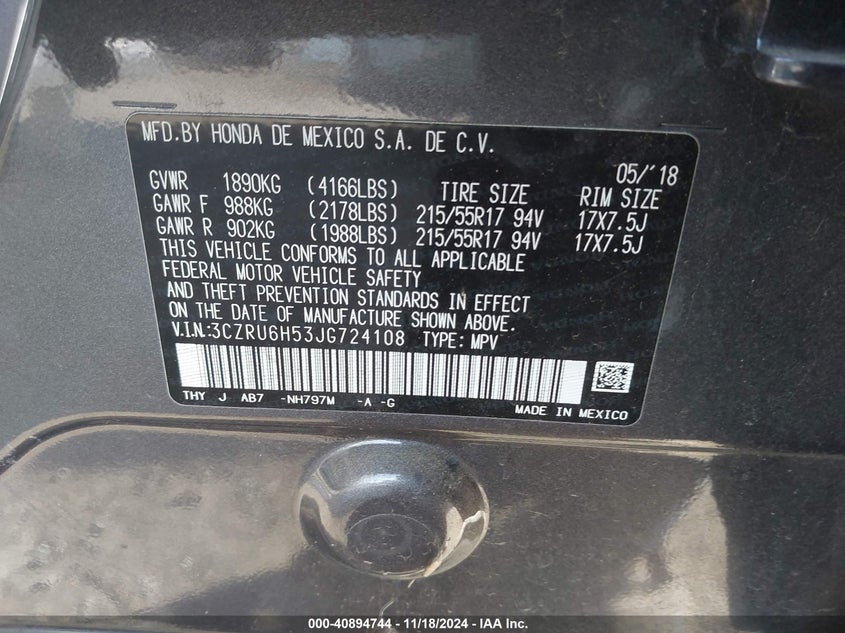 MFD.BY HONDA DE MEXICO S.A. DE C.V.
05/'18
GVWR 1890KG (4166LBS) TIRE SIZE RIM SIZE
GAWR F 988KG (2178LBS) 215/55R17 94V 17X7.5J
GAWR R 902KG (1988LBS) 215/55R17 94V 17X7.5J
THIS VEHICLE CONFORMS TO ALL APPLICABLE
FEDERAL MOTOR VEHICLE SAFETY
AND THEFT PREVENTION STANDARDS IN EFFECT
ON THE DATE OF MANUFACTURE SHOWN ABOVE.
V.I.N.:3CZRU6H53JG724108 TYPE: MPV
THY J AB7 -NH797M -A -G
MADE IN MEXICO
000-40894744 - 11/18/2024 - IAA Inc.